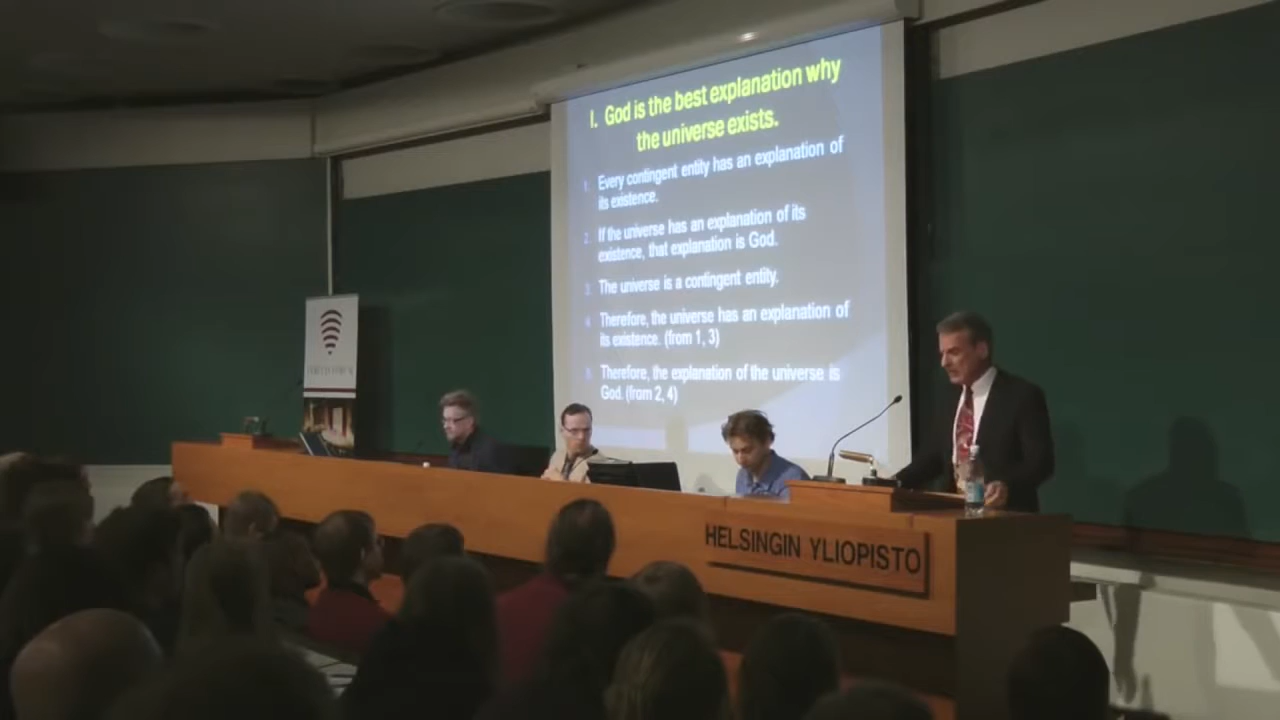 I. God is the best explanation why
the universe exists.
1. Every contingent entity has an explanation of
its existence.
2. If the universe has an explanation of its
existence, that explanation is God.
3. The universe is a contingent entity.
4. Therefore, the universe has an explanation of
its existence. (from 1, 3)
5. Therefore, the explanation of the universe is
God. (from 2, 4)
HELSINGIN YLIOPISTO